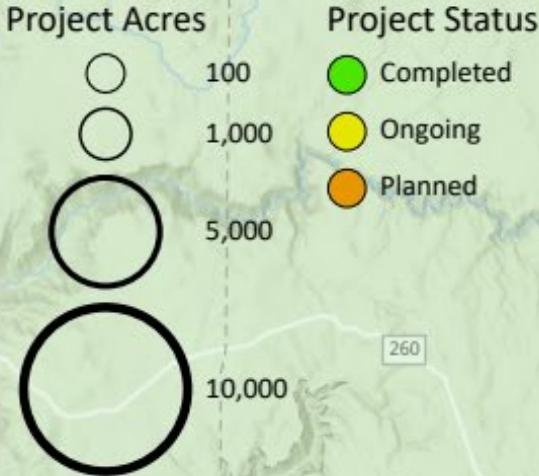 Project Acres
100
1,000
5,000
10,000
Project Status
Completed
Ongoing
Planned
260